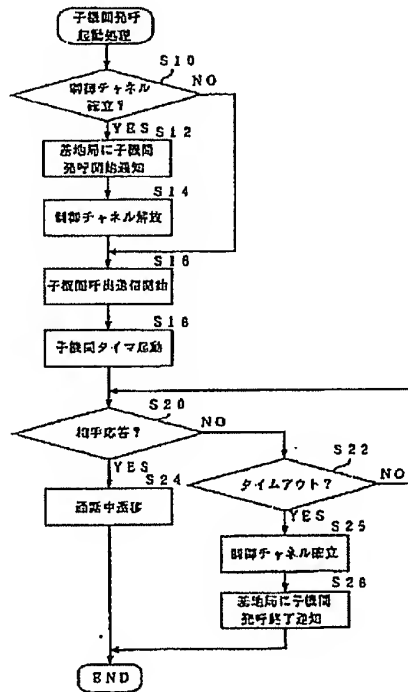 子機間発呼
起動処理
S10
制御チャネル
確立?
NO
YES
S12
基地局に子機間
発呼開始通知
S14
制御チャネル解放
S16
子機間呼出送信開始
S18
子機間タイマ起動
S20
相手応答?
NO
YES
S22
タイムアウト?
NO
YES
S24
通話中遷移
S25
制御チャネル確立
S26
基地局に子機間
発呼終了通知
END